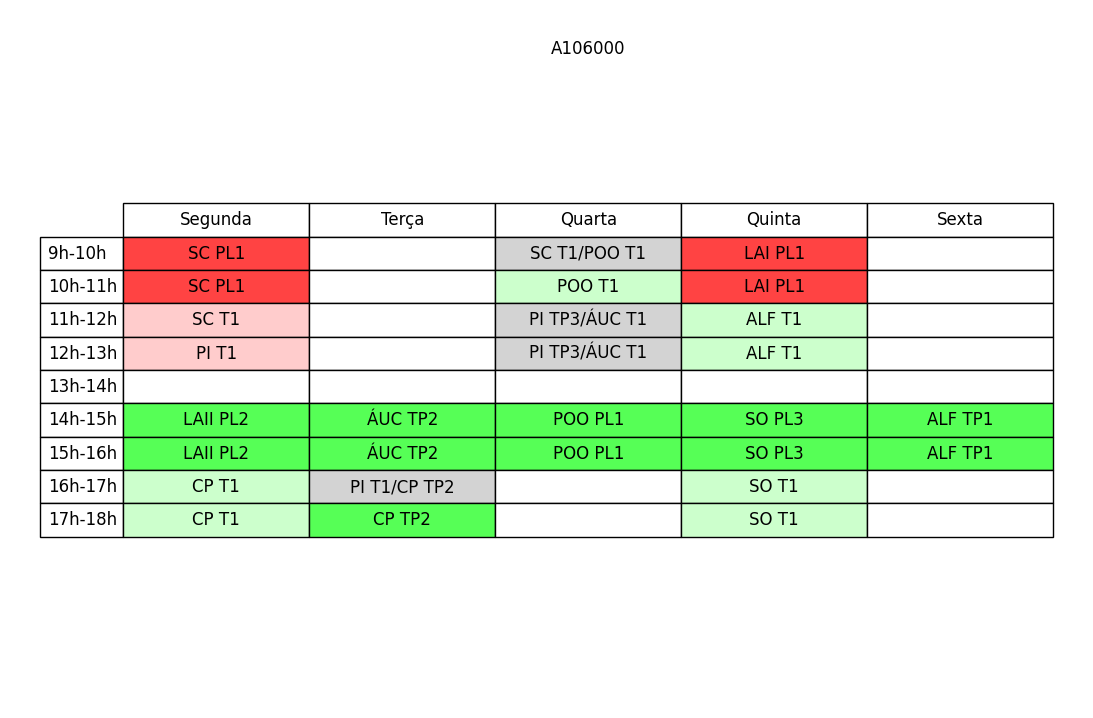 A106000
Segunda Terça Quarta Quinta Sexta
9h-10h SC PL1 SC T1/POO T1 LAI PL1
10h-11h SC PL1 POO T1 LAI PL1
11h-12h SC T1 PI TP3/ÁUC T1 ALF T1
12h-13h PI T1 PI TP3/ÁUC T1 ALF T1
13h-14h
14h-15h LAII PL2 ÁUC TP2 POO PL1 SO PL3 ALF TP1
15h-16h LAII PL2 ÁUC TP2 POO PL1 SO PL3 ALF TP1
16h-17h CP T1 PI T1/CP TP2 SO T1
17h-18h CP T1 CP TP2 SO T1